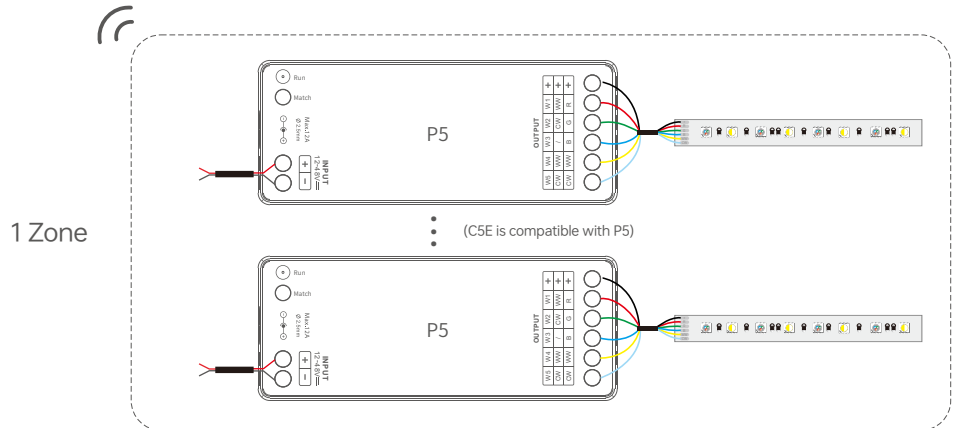 1 Zone
Run
Match
Max.12A
Ø 2.5mm
INPUT
12~48V
+
−
P5
OUTPUT
+ + +
W1 WW R
W2 CW G
W3 / B
W4 WW WW
W5 CW CW
(C5E is compatible with P5)
Run
Match
Max.12A
Ø 2.5mm
INPUT
12~48V
+
−
P5
OUTPUT
+ + +
W1 WW R
W2 CW G
W3 / B
W4 WW WW
W5 CW CW